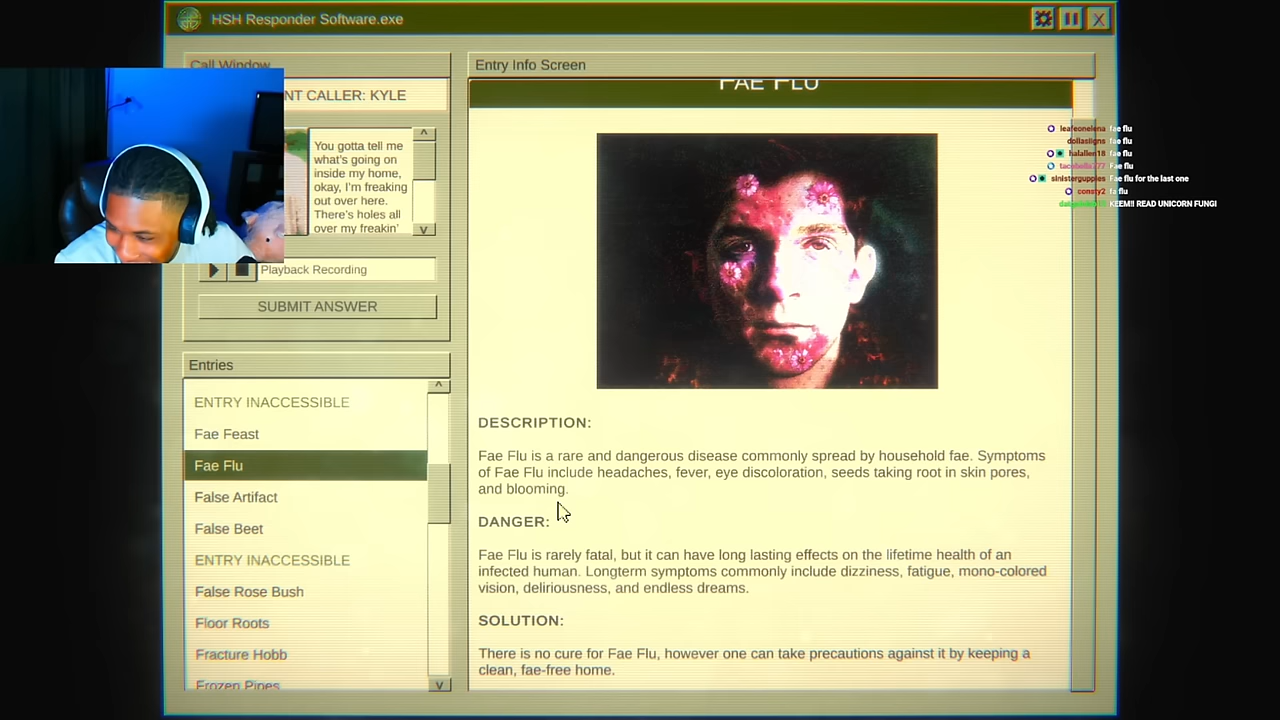 HSH Responder Software.exe
Call Window
Entry Info Screen
NT CALLER: KYLE
FAE FLU
You gotta tell me
what's going on
inside my home,
okay, I'm freaking
out over here.
There's holes all
over my freakin'
Playback Recording
SUBMIT ANSWER
Entries
ENTRY INACCESSIBLE
Fae Feast
Fae Flu
False Artifact
False Beet
ENTRY INACCESSIBLE
False Rose Bush
Floor Roots
Fracture Hobb
Frozen Pipes
DESCRIPTION:
Fae Flu is a rare and dangerous disease commonly spread by household fae. Symptoms
of Fae Flu include headaches, fever, eye discoloration, seeds taking root in skin pores,
and blooming.
DANGER:
Fae Flu is rarely fatal, but it can have long lasting effects on the lifetime health of an
infected human. Longterm symptoms commonly include dizziness, fatigue, mono-colored
vision, deliriousness, and endless dreams.
SOLUTION:
There is no cure for Fae Flu, however one can take precautions against it by keeping a
clean, fae-free home.
leafeonelena fae flu
fae flu
halallen18 fae flu
Fae flu
sinisterguppies Fae flu for the last one
consty2 fa flu
KEEM!! READ UNICORN FUNGI